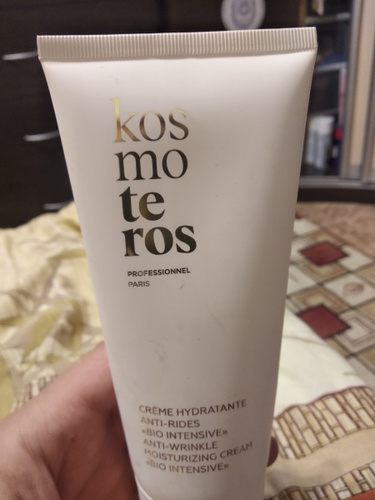 kos
mo
te
ros
PROFESSIONNEL
PARIS
CRÈME HYDRATANTE
ANTI-RIDES
«BIO INTENSIVE»
ANTI-WRINKLE
MOISTURIZING CREAM
«BIO INTENSIVE»